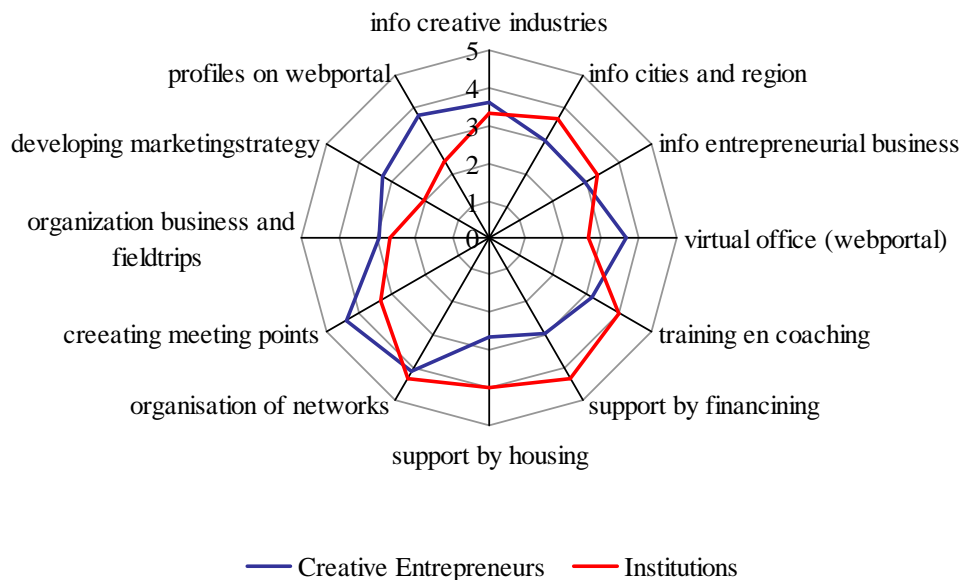 info creative industries
5
profiles on webportal
info cities and region
4
3
developing marketingstrategy
info entrepreneurial business
2
1
organization business and
fieldtrips
0
virtual office (webportal)
creeating meeting points
training en coaching
organisation of networks
support by financining
support by housing
Creative Entrepreneurs
Institutions